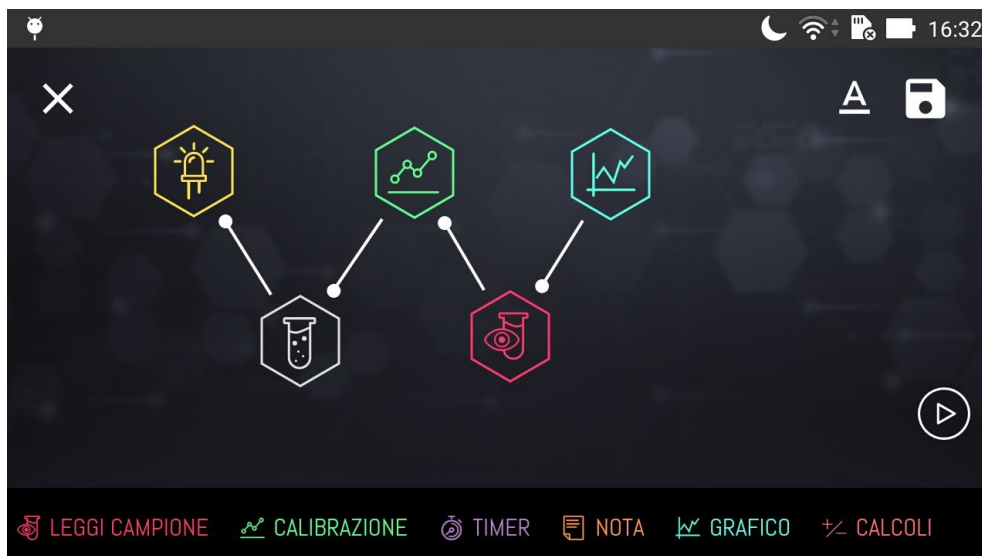 16:32
A
LEGGI CAMPIONE CALIBRAZIONE TIMER NOTA GRAFICO CALCOLI